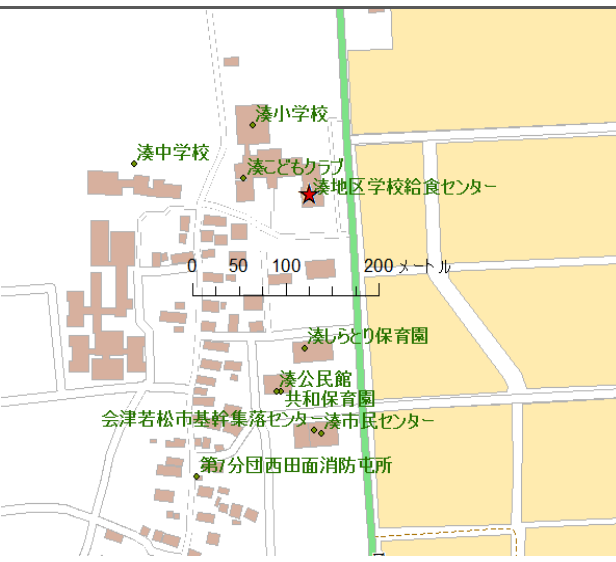 湊小学校
湊中学校
湊こどもクラブ
湊地区学校給食センター
0 50 100 200 メートル
湊しらとり保育園
湊公民館
共和保育園
会津若松市基幹集落センター
湊市民センター
第7分団西田面消防屯所